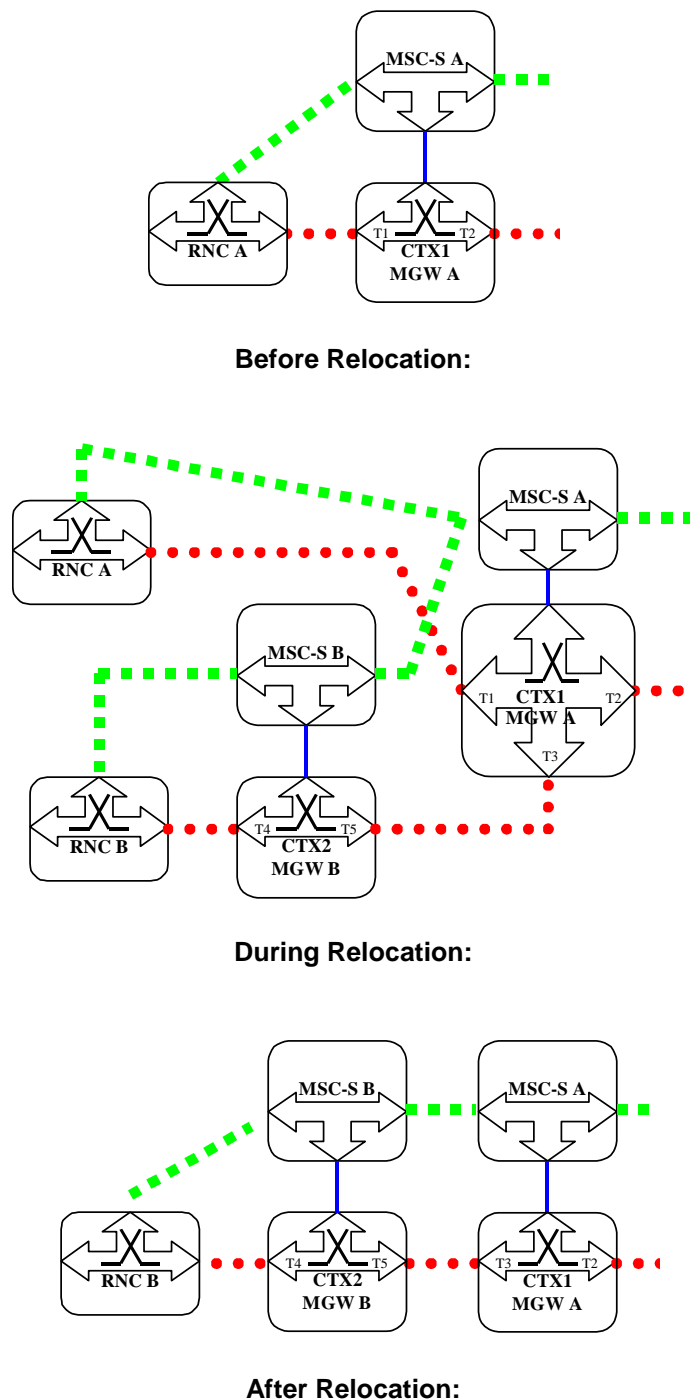 MSC-S A
RNC A
T1
T2
CTX1
MGW A
Before Relocation:
MSC-S A
RNC A
MSC-S B
T1
CTX1
T2
MGW A
T3
RNC B
T4
T5
CTX2
MGW B
During Relocation:
MSC-S B
MSC-S A
RNC B
T4
T5
CTX2
MGW B
T3
T2
CTX1
MGW A
After Relocation: